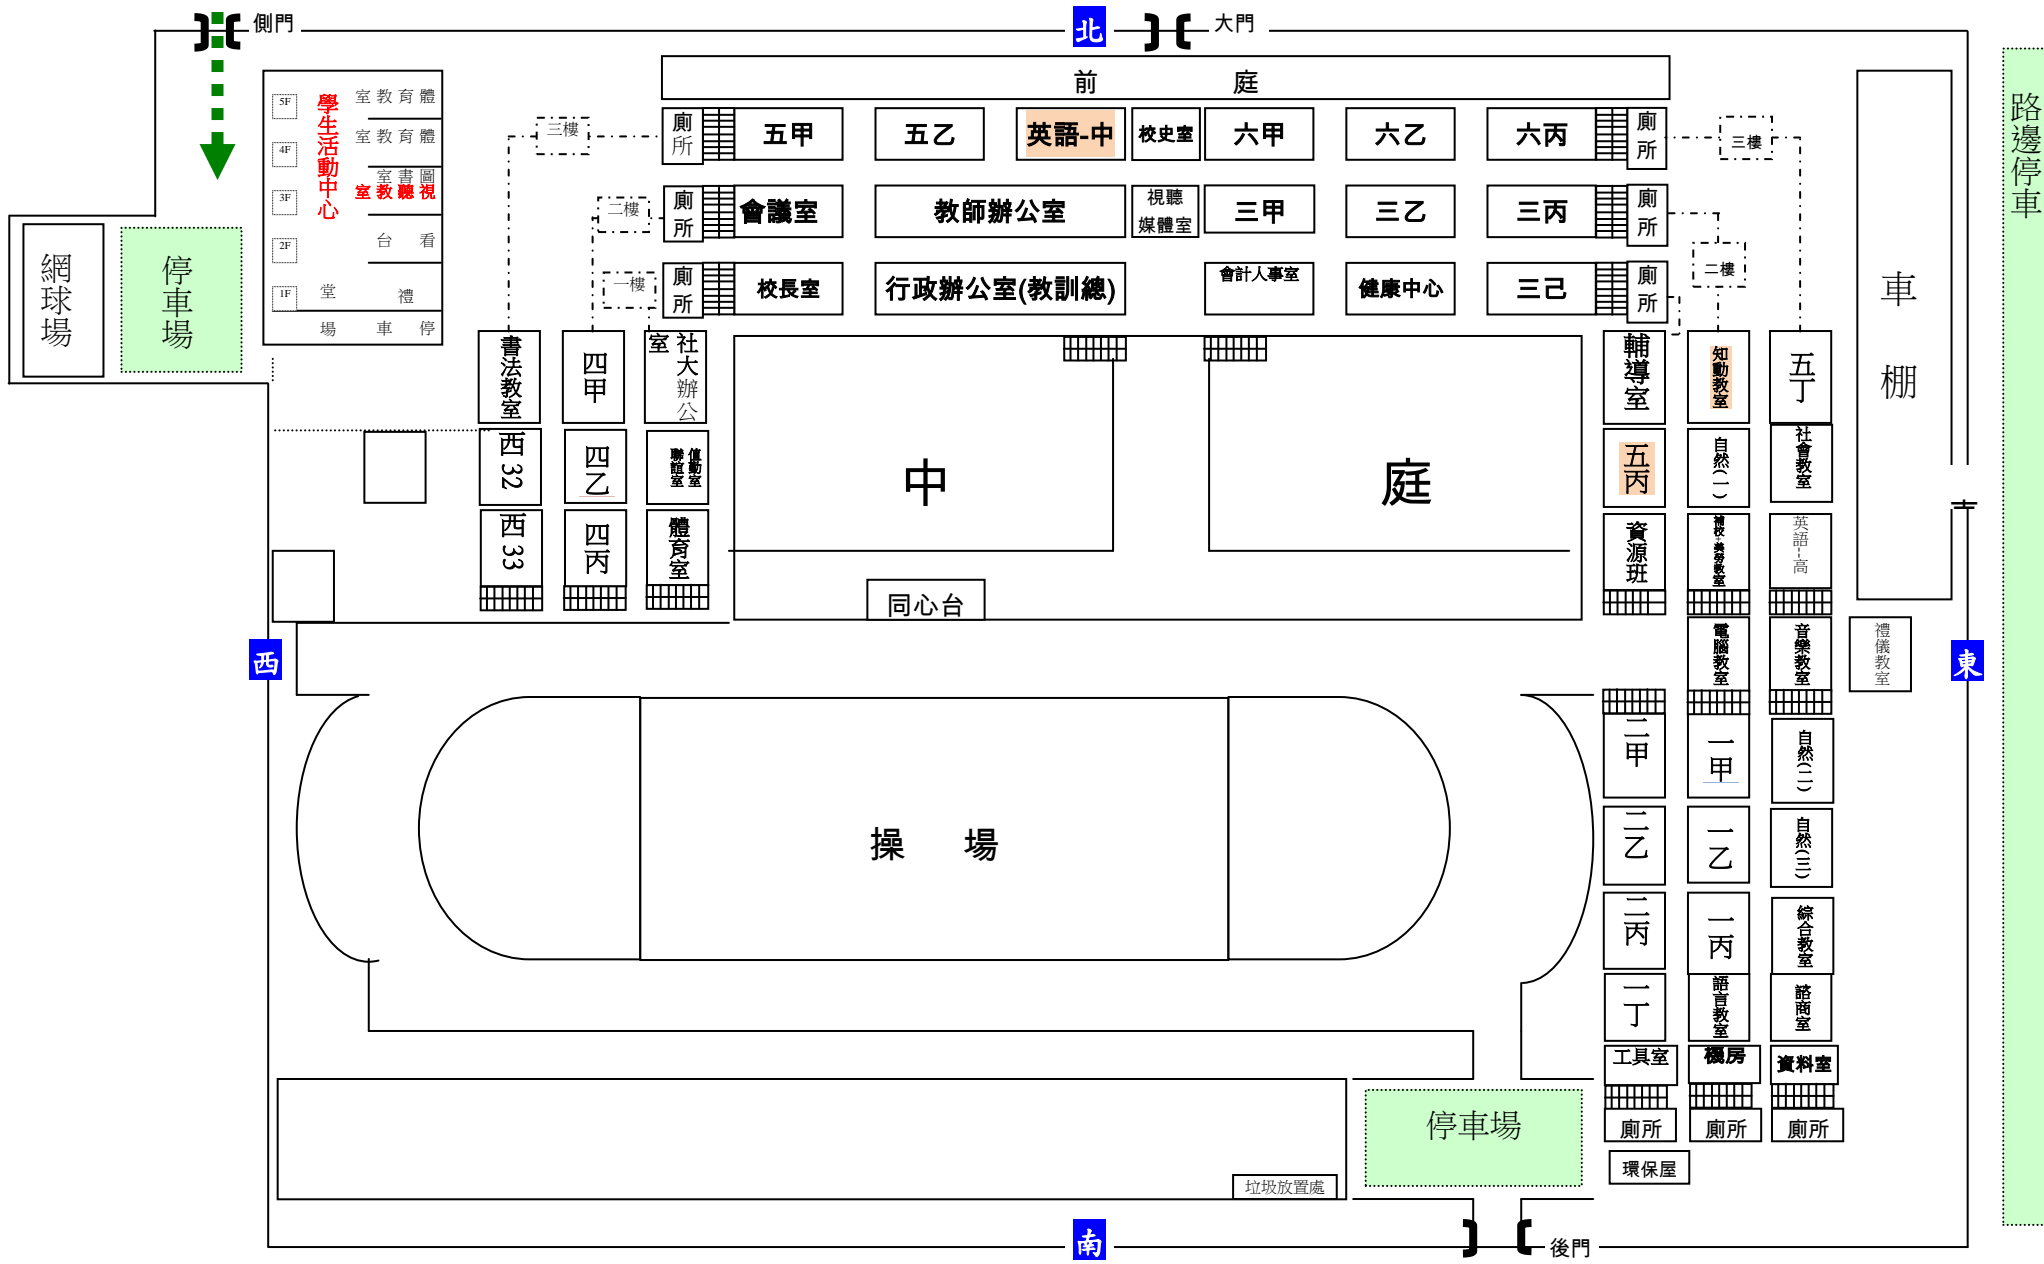 側門
北
大門
前 庭
路邊停車
學生活動中心
5F
體育教室
4F
體育教室
3F
圖書室
視聽教室
2F
看台
1F
禮堂
停車場
網球場
停車場
三樓
廁所
五甲
五乙
英語-中
校史室
六甲
六乙
六丙
廁所
三樓
二樓
廁所
會議室
教師辦公室
視聽
媒體室
三甲
三乙
三丙
廁所
二樓
一樓
廁所
校長室
行政辦公室(教訓總)
會計人事室
健康中心
三己
廁所
車棚
書法教室
四甲
社大辦公室
西32
四乙
值勤室
聯誼室
西33
四丙
體育室
中 庭
同心台
輔導室
知動教室
五丁
五丙
自然(一)
社會教室
資源班
補校+美勞教室
英語-高
電腦教室
音樂教室
禮儀教室
西
東
操 場
二甲
一甲
自然(二)
二乙
一乙
自然(三)
二丙
一丙
綜合教室
一丁
語言教室
諮商室
工具室
機房
資料室
廁所
廁所
廁所
停車場
環保屋
垃圾放置處
南
後門